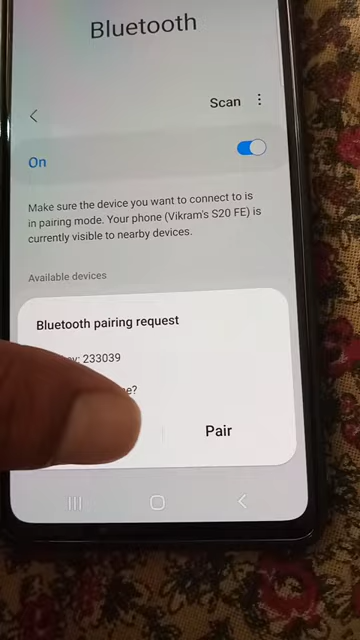 Bluetooth
Scan
On
Make sure the device you want to connect to is
in pairing mode. Your phone (Vikram's S20 FE) is
currently visible to nearby devices.
Available devices
Bluetooth pairing request
233039
Pair